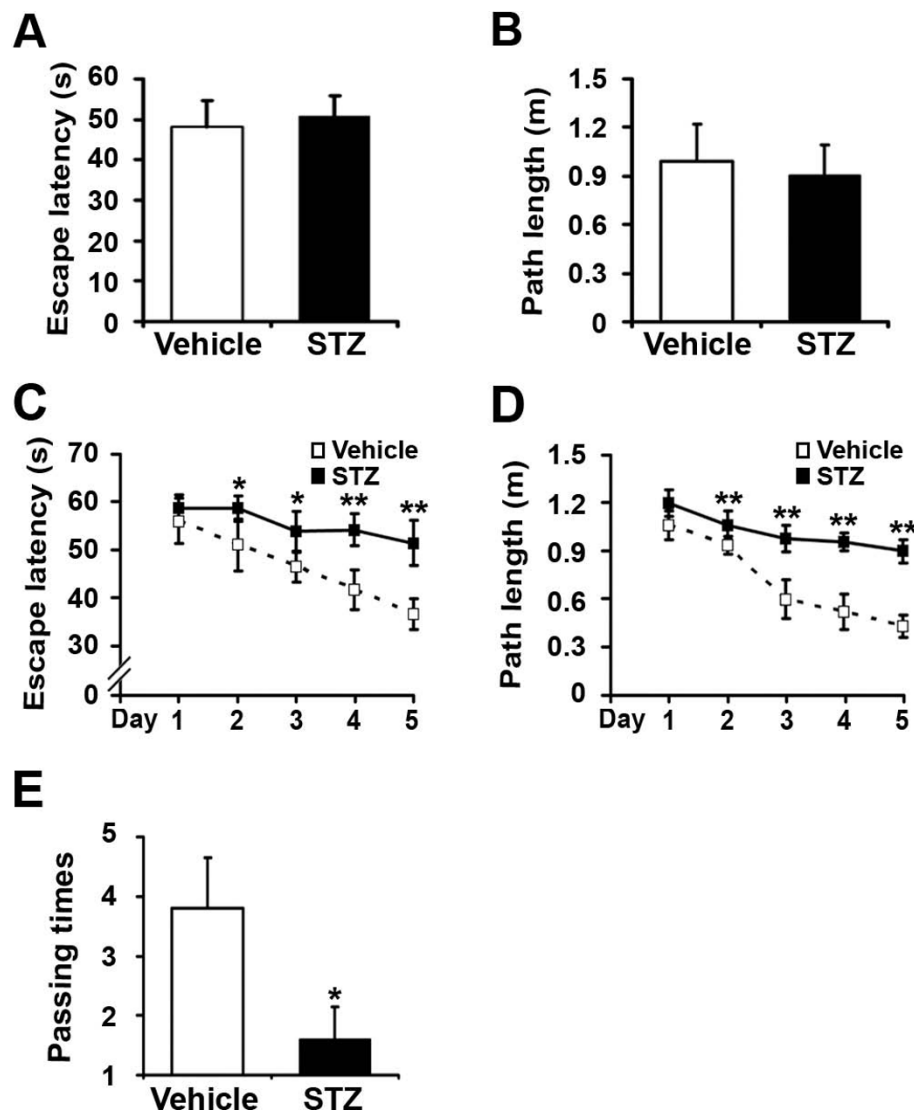 A
Escape latency (s)
60
50
40
30
20
10
0
Vehicle STZ
B
Path length (m)
1.5
1.2
0.9
0.6
0.3
0
Vehicle STZ
C
Escape latency (s)
70
60
50
40
30
0
Vehicle
STZ
* * ** **
Day 1 2 3 4 5
D
Path length (m)
1.5
1.2
0.9
0.6
0.3
0
Vehicle
STZ
** ** ** **
Day 1 2 3 4 5
E
Passing times
5
4
3
2
1
*
Vehicle STZ